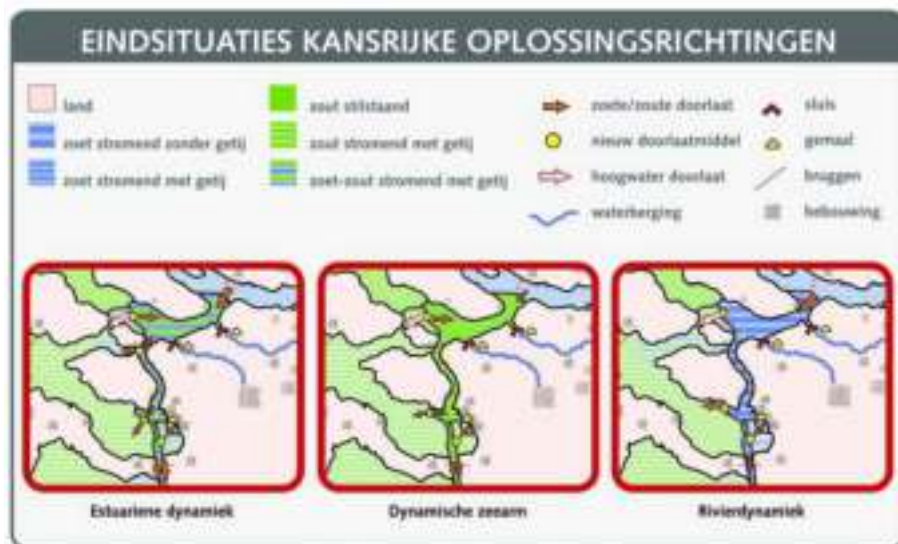 EINDSITUATIES KANSRIJKE OPLOSSINGSRICHTINGEN
land
zout stilstaand
zoete/zoute doorlaat
sluis
zoet stromend zonder getij
zout stromend met getij
nieuw doorlaatmiddel
gemaal
zoet stromend met getij
zoet-zout stromend met getij
hoogwater doorlaat
bruggen
waterberging
bebouwing
Estuariene dynamiek
Dynamische zeearm
Rivierdynamiek